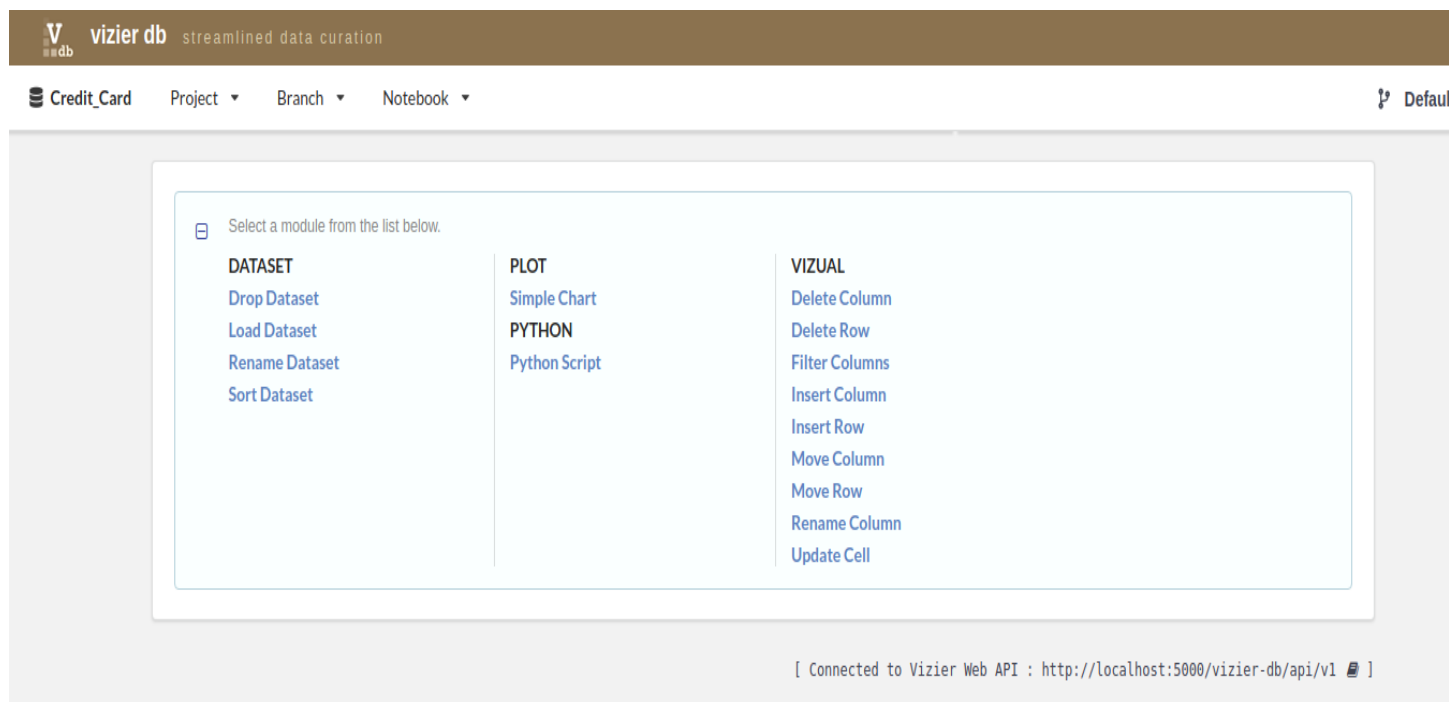 V db vizier db streamlined data curation
Credit_Card Project Branch Notebook Defaul
Select a module from the list below.
DATASET
Drop Dataset
Load Dataset
Rename Dataset
Sort Dataset
PLOT
Simple Chart
PYTHON
Python Script
VIZUAL
Delete Column
Delete Row
Filter Columns
Insert Column
Insert Row
Move Column
Move Row
Rename Column
Update Cell
[ Connected to Vizier Web API : http://localhost:5000/vizier-db/api/v1 ]